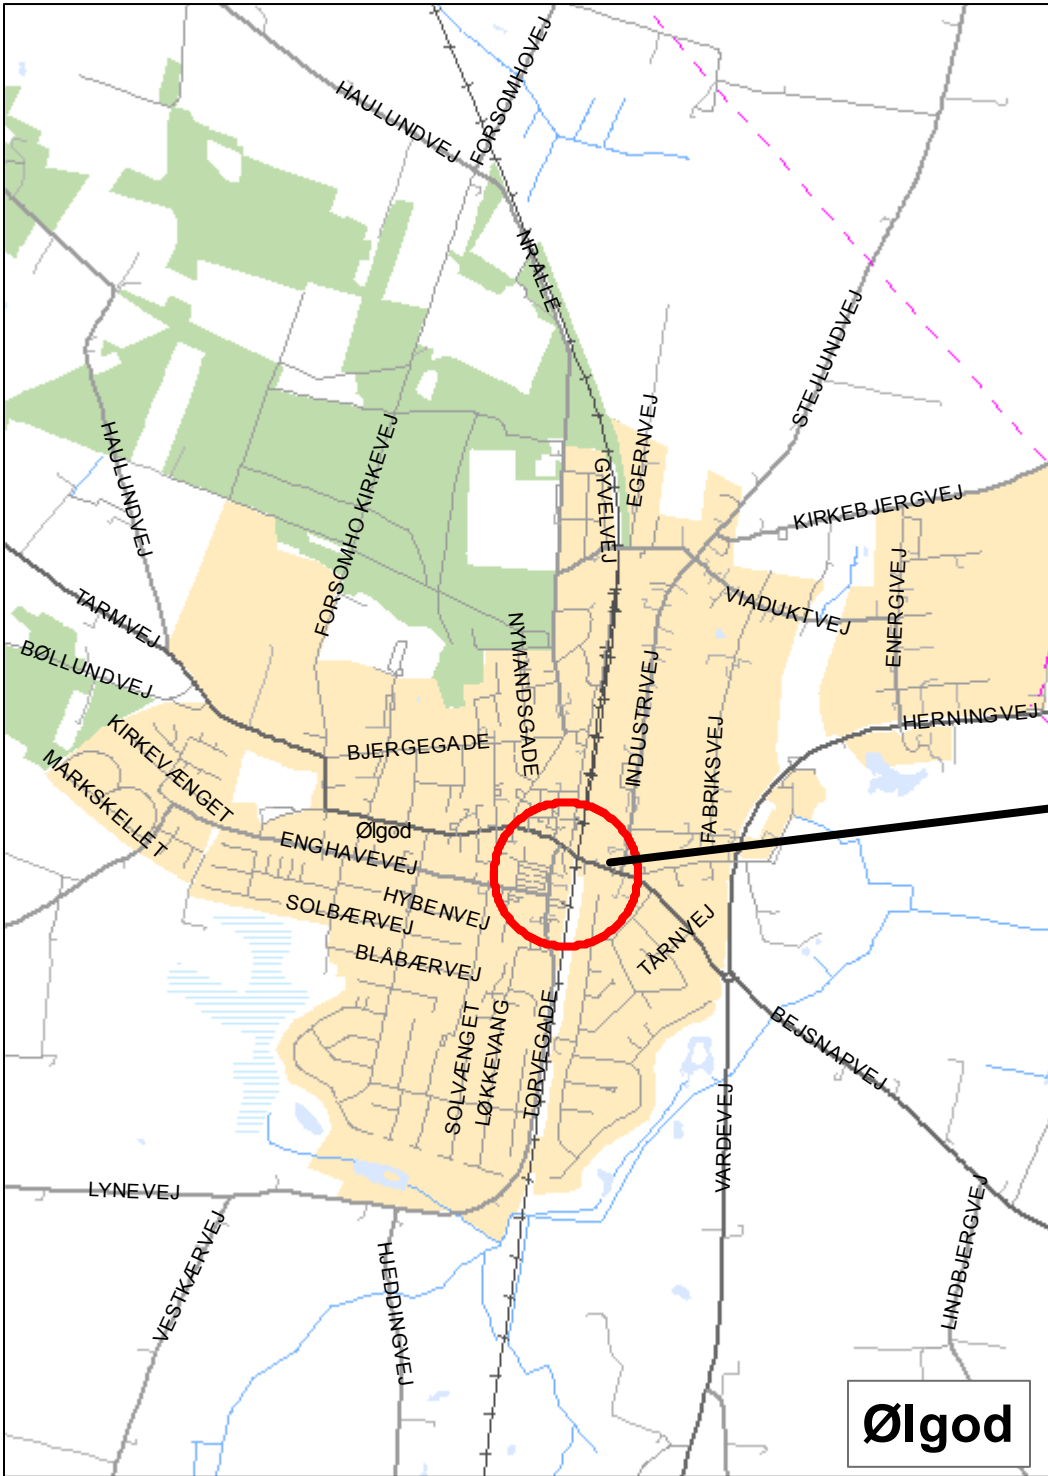 FORSOMHOVEJ
HAULUNDVEJ
NR ALLE
STEJLUNDVEJ
EGERNVEJ
GYVELVEJ
HAULUNDVEJ
FORSOMHO KIRKEVEJ
KIRKEBJERGVEJ
ENERGIVEJ
VIADUKTVEJ
TARMVEJ
BØLLUNDVEJ
NYMANDSGADE
INDUSTRIVEJ
HERNINGVEJ
KIRKEVÆNGET
BJERGEGADE
FABRIKSVEJ
MARKSKELLET
Ølgod
ENGHAVEVEJ
HYBENVEJ
SOLBÆRVEJ
TÅRNVEJ
BLÅBÆRVEJ
SOLVÆNGET
LØKKEVANG
TORVEGADE
BEJSNAPVEJ
VARDEVEJ
LYNEVEJ
VESTKÆRVEJ
HJEDDINGVEJ
LINDBJERGVEJ
Ølgod